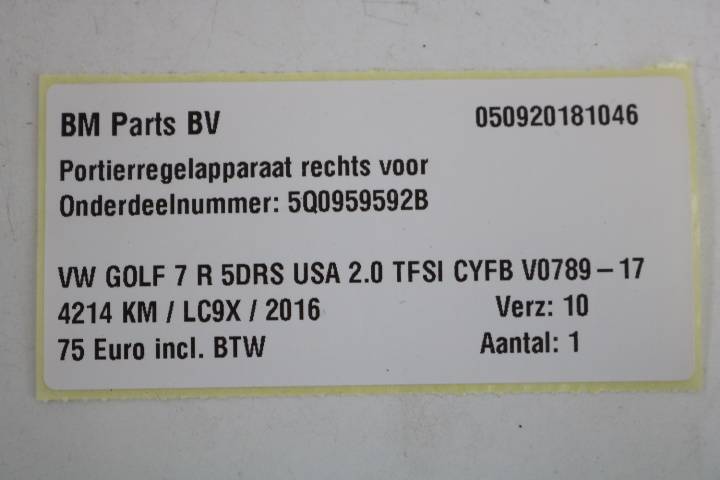 BM Parts BV 050920181046
Portierregelapparaat rechts voor
Onderdeelnummer: 5Q0959592B
VW GOLF 7 R 5DRS USA 2.0 TFSI CYFB V0789-17
4214 KM / LC9X / 2016 Verz: 10
75 Euro incl. BTW Aantal: 1